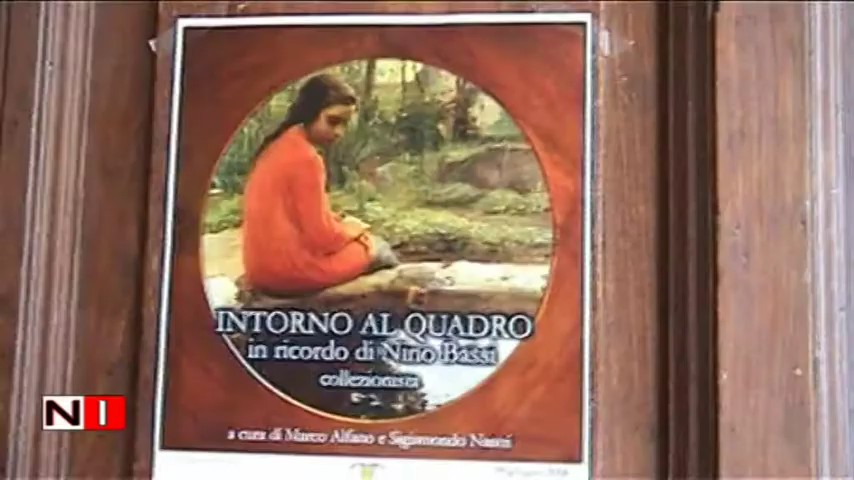 INTORNO AL QUADRO
in ricordo di Nino Bassi
collezionista
a cura di Marco Alfano e Sigismondo Nastri
NI